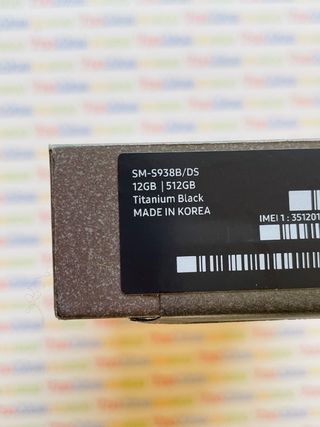 SM-S938B/DS
12GB | 512GB
Titanium Black
MADE IN KOREA
IMEI 1 : 351201